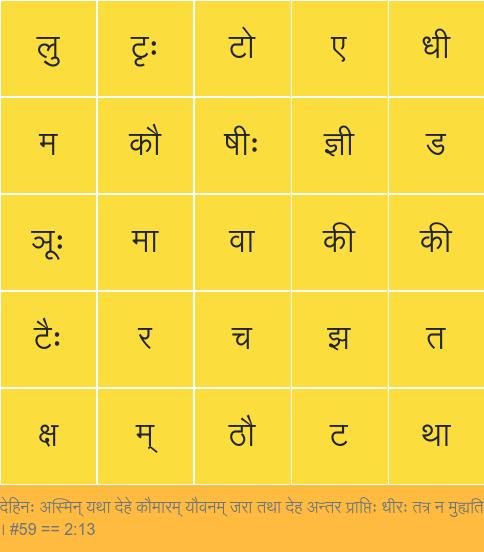 लु टृः टो ए धी
म कौ षीः ज्ञी ड
ञूः मा वा की की
टैः र च झ त
क्ष म् ठौ ट था
देहिनः अस्मिन् यथा देहे कौमारम् यौवनम् जरा तथा देह अन्तर प्राप्तिः धीरः तत्र न मुह्यति
। #59 == 2:13